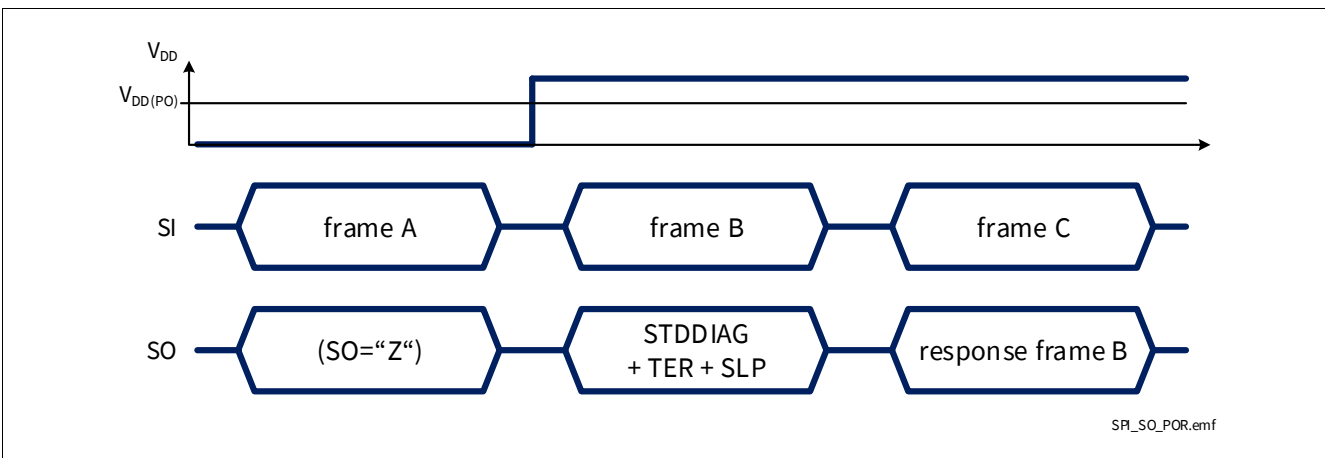 VDD
VDD(PO)
SI
frame A
frame B
frame C
SO
(SO=“Z“)
STDDIAG
+ TER + SLP
response frame B
SPI_SO_POR.emf